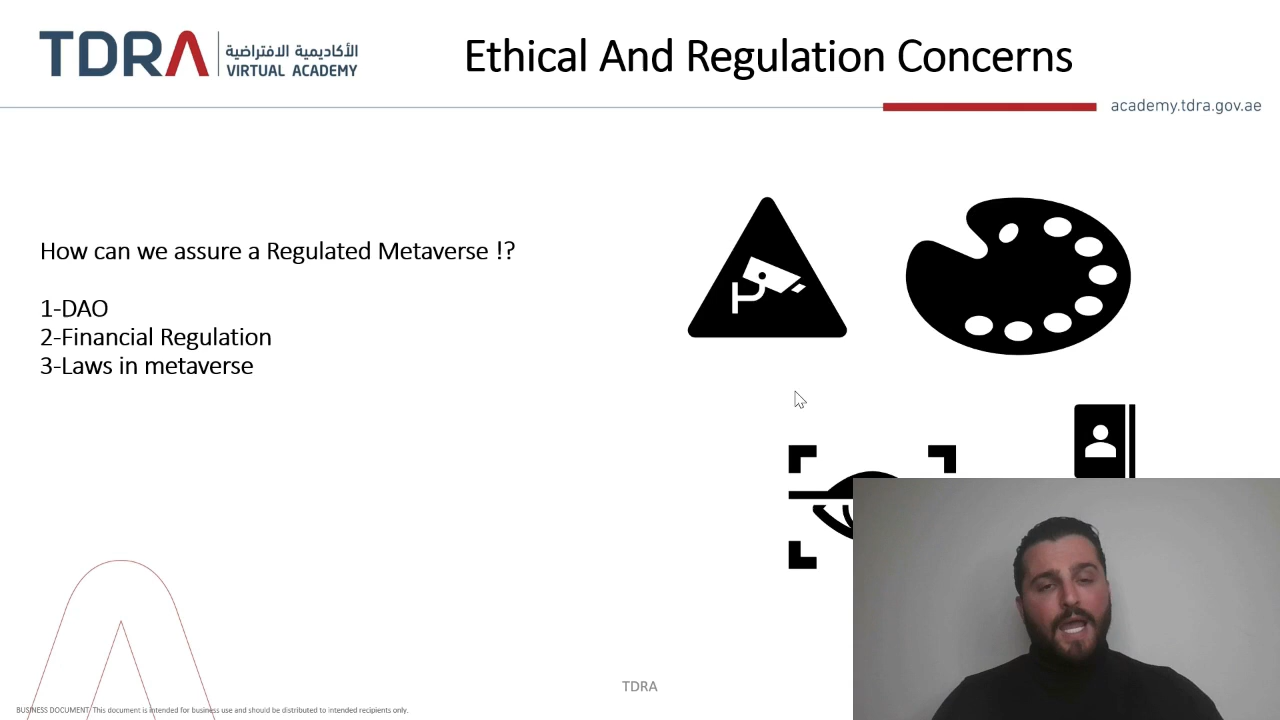 TDRA
الأكاديمية الافتراضية
VIRTUAL ACADEMY
Ethical And Regulation Concerns
academy.tdra.gov.ae
How can we assure a Regulated Metaverse !?
1-DAO
2-Financial Regulation
3-Laws in metaverse
TDRA
BUSINESS DOCUMENT: This document is intended for business use and should be distributed to intended recipients only.